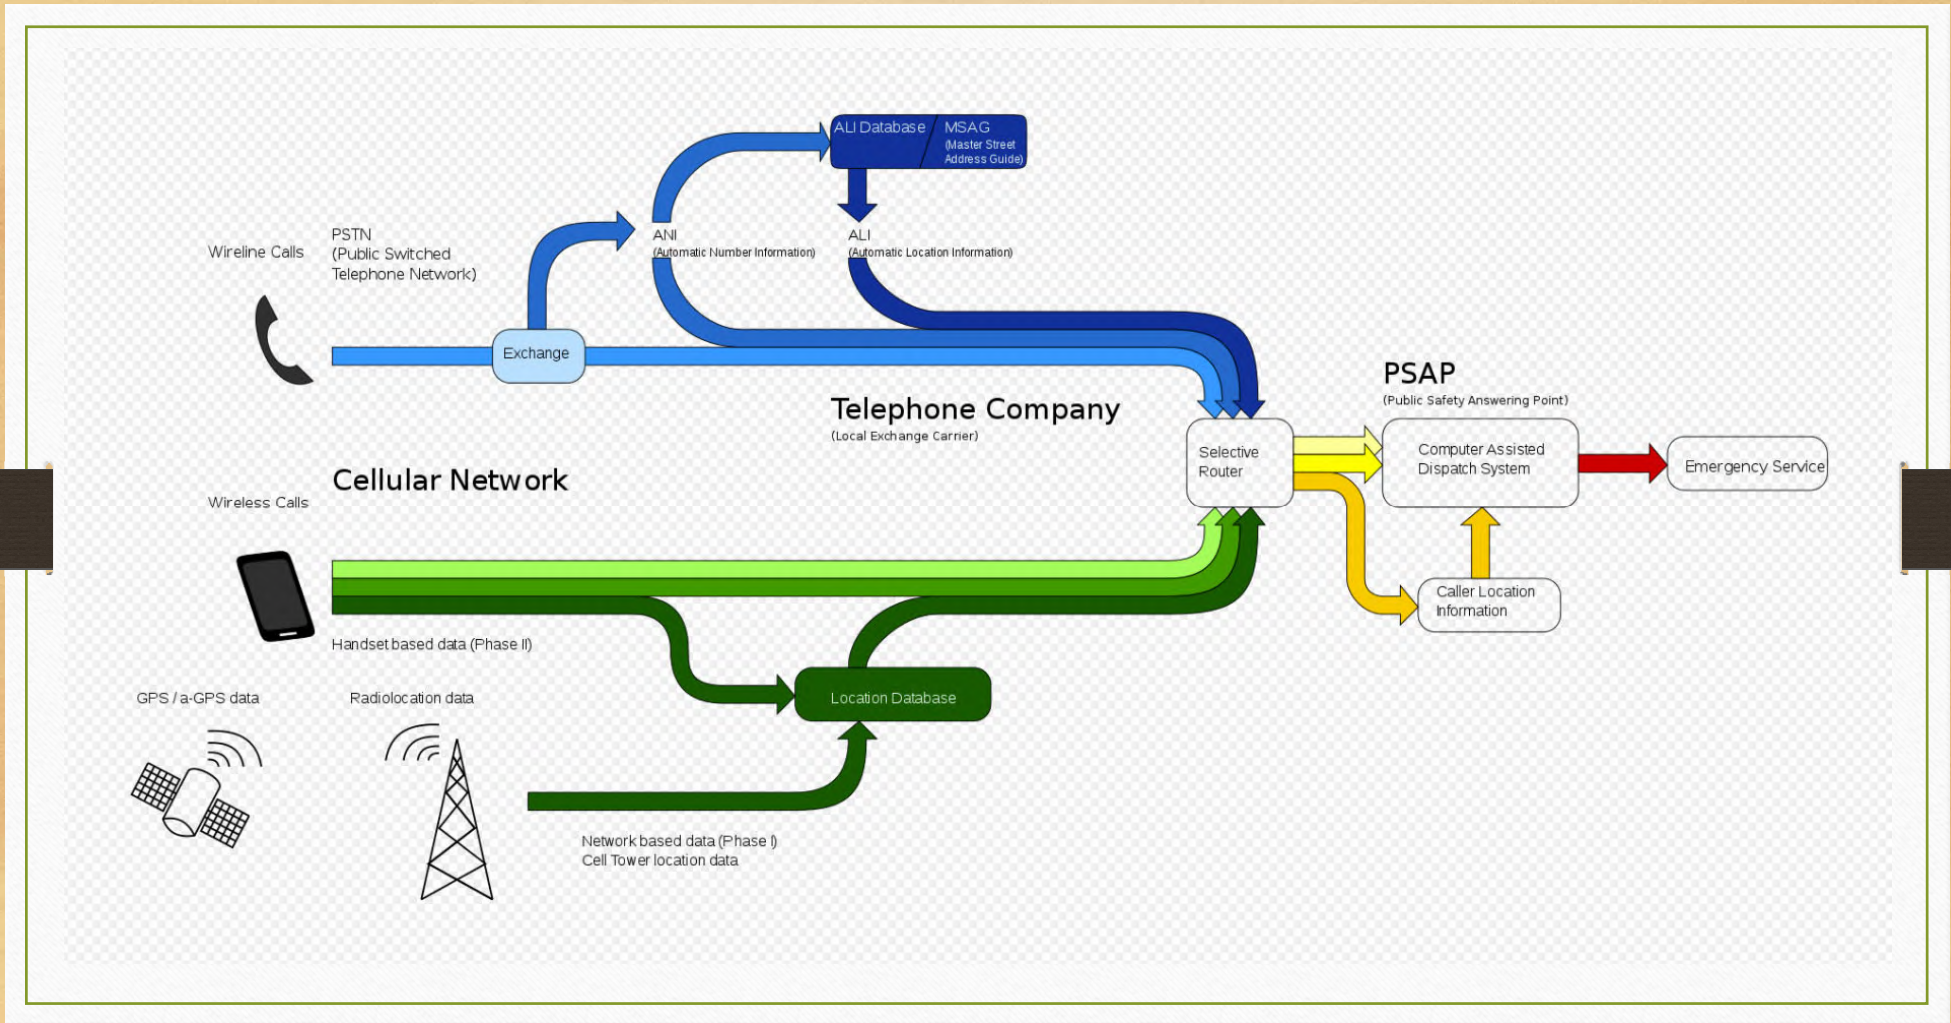 ALI Database
MSAG
(Master Street
Address Guide)
Wireline Calls
PSTN
(Public Switched
Telephone Network)
ANI
(Automatic Number Information)
ALI
(Automatic Location Information)
Exchange
Telephone Company
(Local Exchange Carrier)
PSAP
(Public Safety Answering Point)
Selective
Router
Computer Assisted
Dispatch System
Emergency Service
Cellular Network
Wireless Calls
Caller Location
Information
Handset based data (Phase II)
GPS / a-GPS data
Radiolocation data
Location Database
Network based data (Phase I)
Cell Tower location data